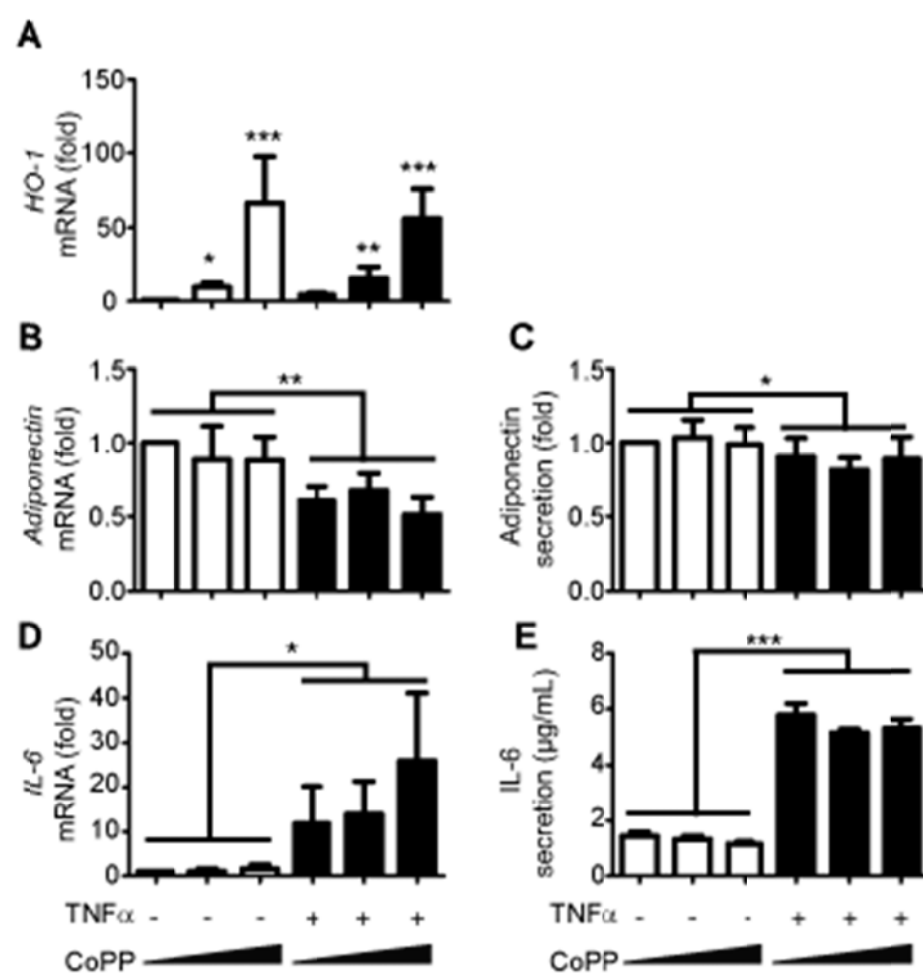 A
HO-1
mRNA (fold)
150
100
50
0
*
***
**
***
B
Adiponectin
mRNA (fold)
1.5
1.0
0.5
0.0
**
C
Adiponectin
secretion (fold)
1.5
1.0
0.5
0.0
*
D
IL-6
mRNA (fold)
50
40
30
20
10
0
*
E
IL-6
secretion (µg/mL)
8
6
4
2
0
***
TNFα - - - + + +
CoPP
TNFα - - - + + +
CoPP